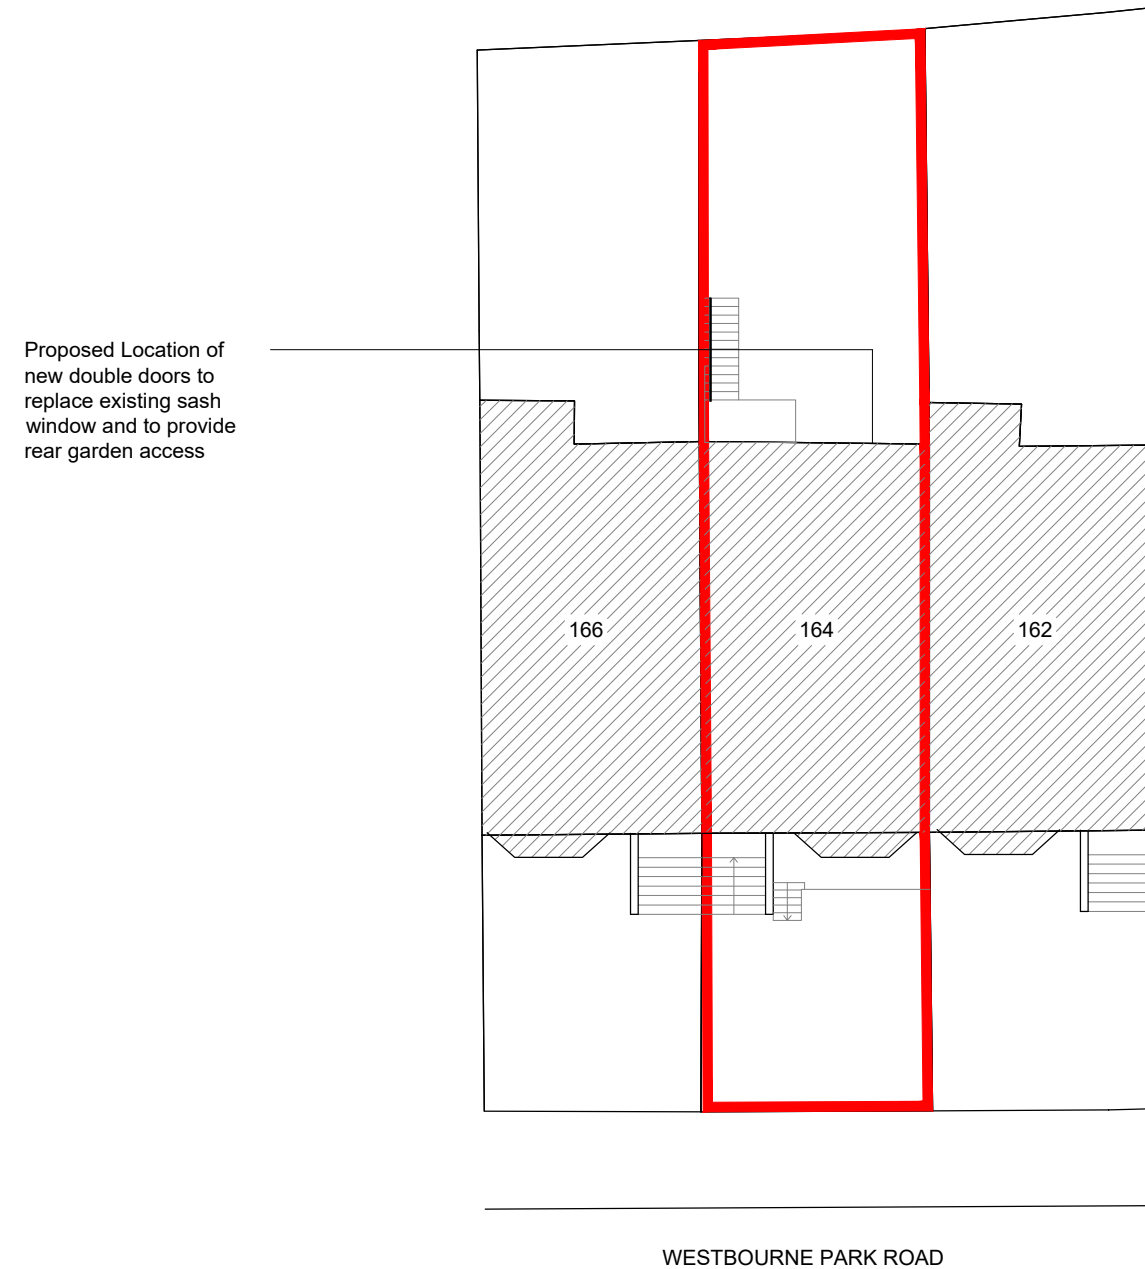 Proposed Location of
new double doors to
replace existing sash
window and to provide
rear garden access
166
164
162
WESTBOURNE PARK ROAD